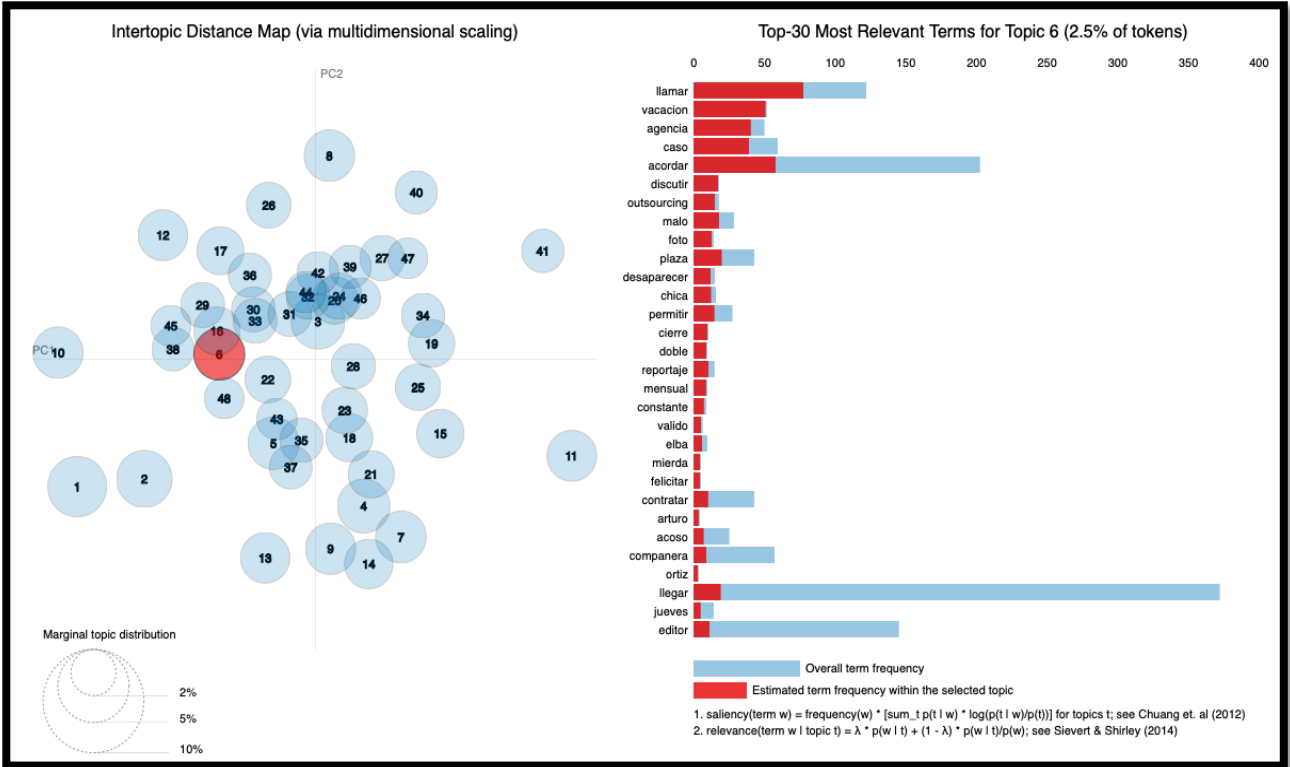 Intertopic Distance Map (via multidimensional scaling)
PC2
8
40
26
12
17
41
42
39
27
47
36
44
32
20
24
46
29
30
33
31
3
34
45
16
38
6
19
PC1
10
28
22
25
48
23
43
5
35
18
15
11
37
21
1
2
4
7
9
13
14
Marginal topic distribution
2%
5%
10%
Top-30 Most Relevant Terms for Topic 6 (2.5% of tokens)
0 50 100 150 200 250 300 350 400
llamar
vacacion
agencia
caso
acordar
discutir
outsourcing
malo
foto
plaza
desaparecer
chica
permitir
cierre
doble
reportaje
mensual
constante
valido
elba
mierda
felicitar
contratar
arturo
acoso
companera
ortiz
llegar
jueves
editor
Overall term frequency
Estimated term frequency within the selected topic
1. saliency(term w) = frequency(w) * [sum_t p(t | w) * log(p(t | w)/p(t))] for topics t; see Chuang et. al (2012)
2. relevance(term w | topic t) = λ * p(w | t) + (1 - λ) * p(w | t)/p(w); see Sievert & Shirley (2014)